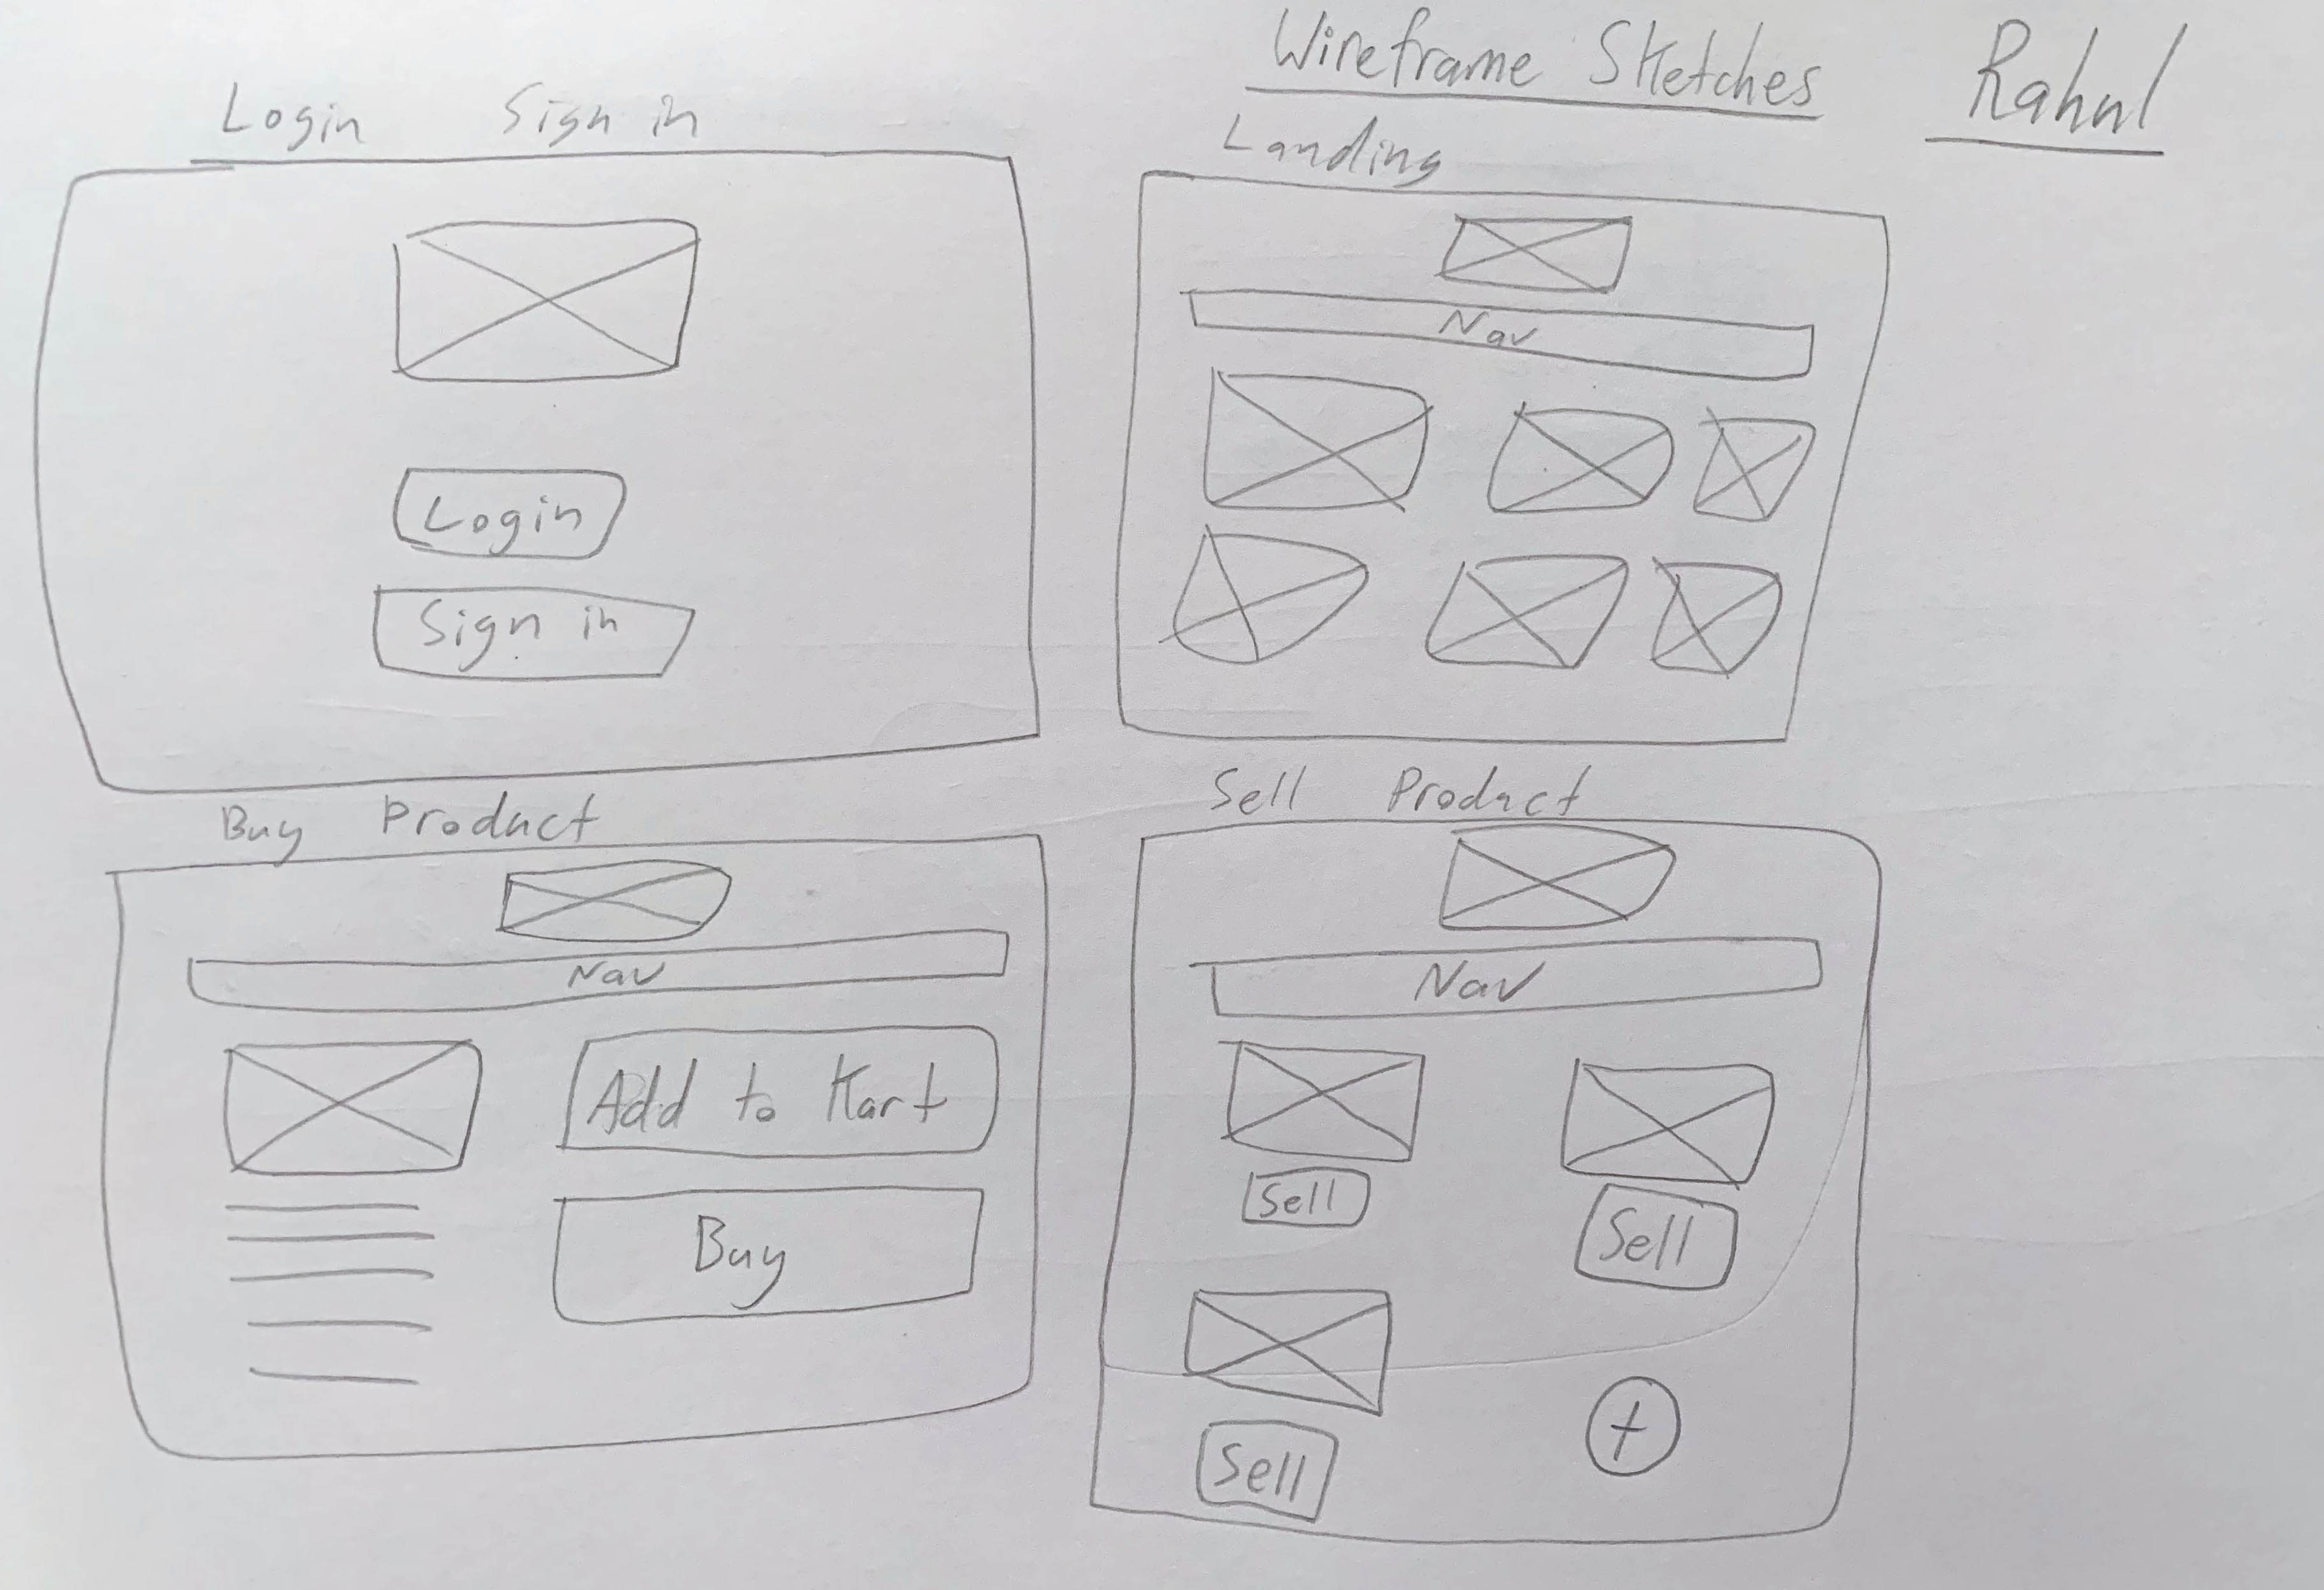 Wireframe Sketches
Rahul
Login Sign in
Login
Sign in
Landing
Nav
Buy Product
Nav
Add to Kart
Buy
Sell Product
Nav
Sell
Sell
Sell
+